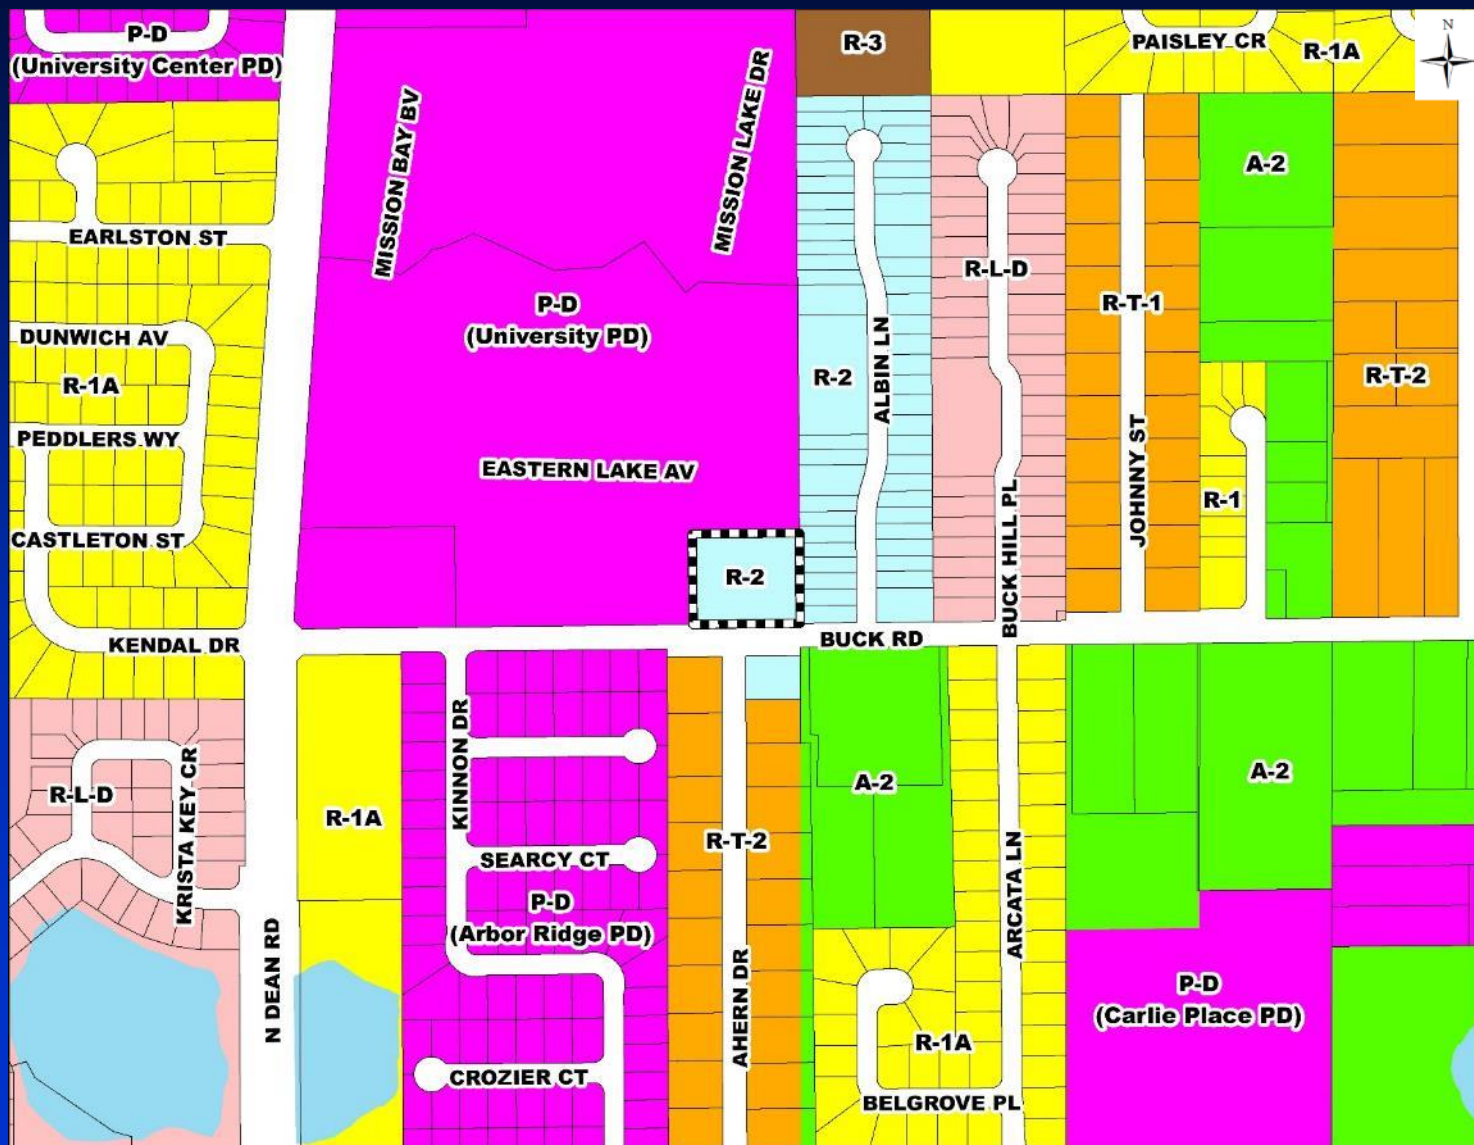 P-D
(University Center PD)
R-3
PAISLEY CR
R-1A
N
MISSION BAY BV
MISSION LAKE DR
A-2
EARLSTON ST
R-L-D
P-D
(University PD)
R-T-1
DUNWICH AV
R-1A
R-2
ALBIN LN
R-T-2
PEDDLERS WY
EASTERN LAKE AV
JOHNNY ST
R-1
CASTLETON ST
BUCK HILL PL
R-2
KENDAL DR
BUCK RD
KINNON DR
A-2
A-2
R-L-D
KRISTA KEY CR
R-1A
R-T-2
SEARCY CT
P-D
(Arbor Ridge PD)
ARCATA LN
N DEAN RD
AHERN DR
P-D
(Carlie Place PD)
R-1A
CROZIER CT
BELGROVE PL